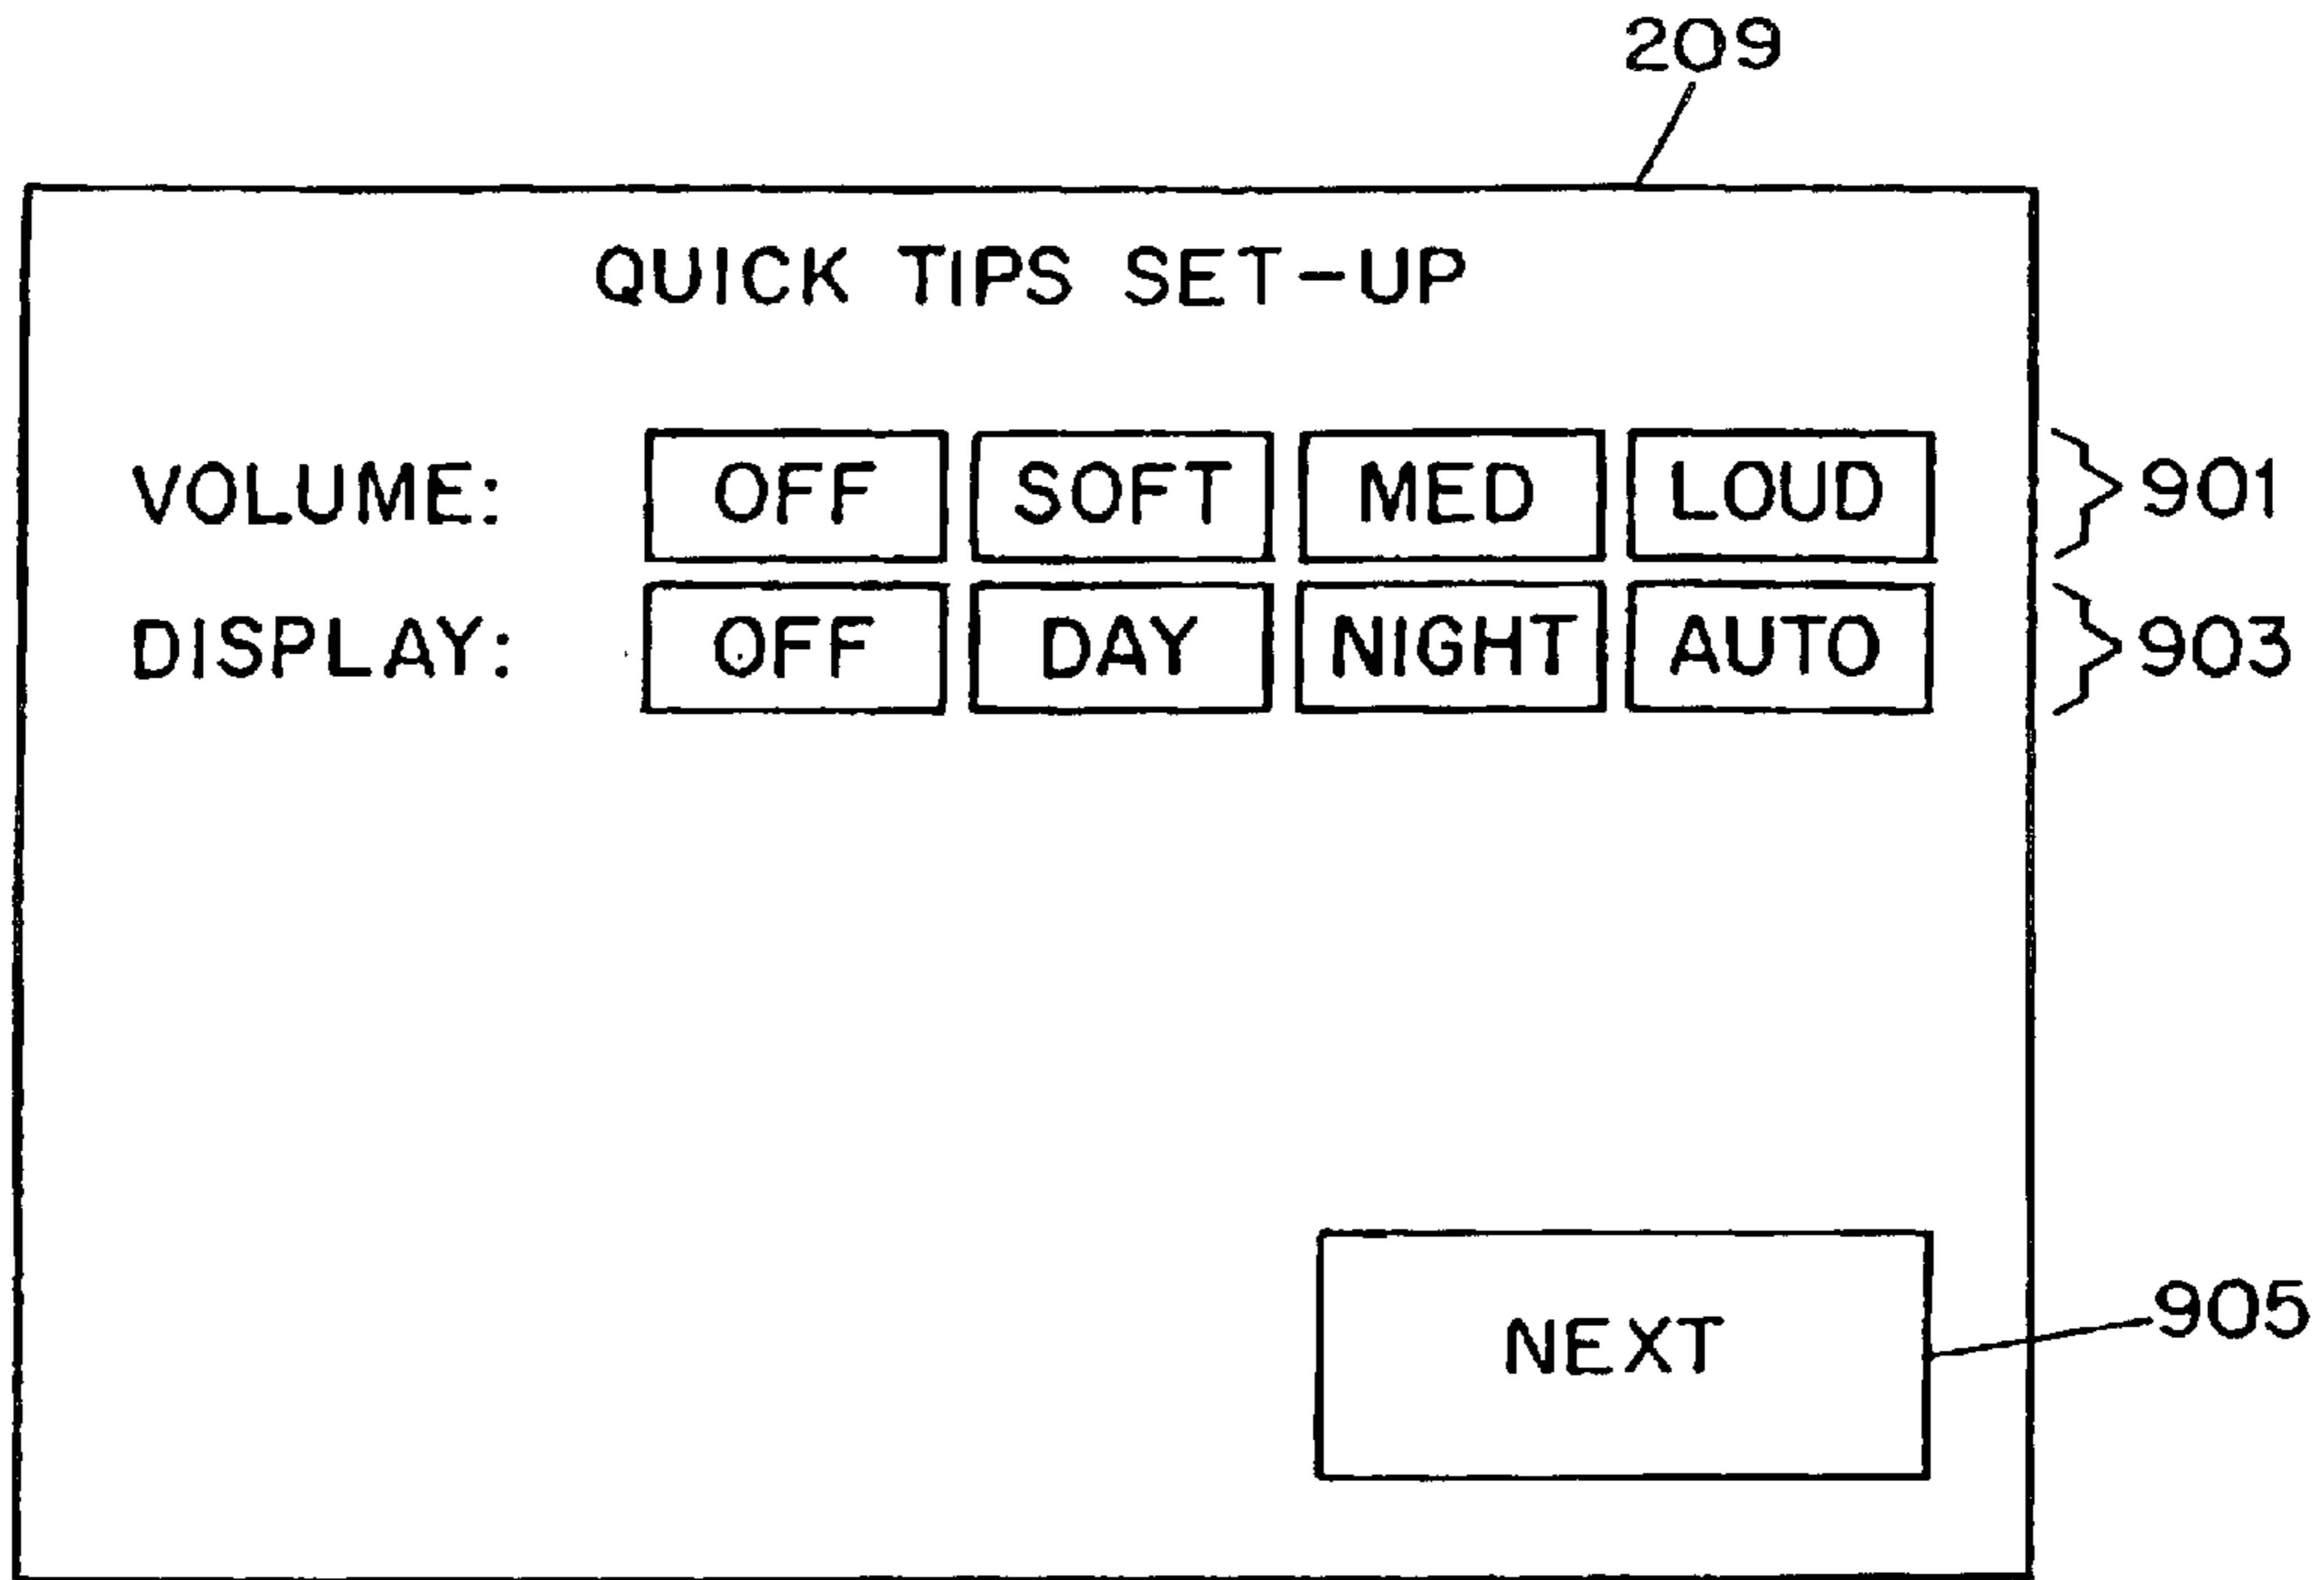 209
QUICK TIPS SET-UP
VOLUME: OFF SOFT MED LOUD 901
DISPLAY: OFF DAY NIGHT AUTO 903
NEXT 905